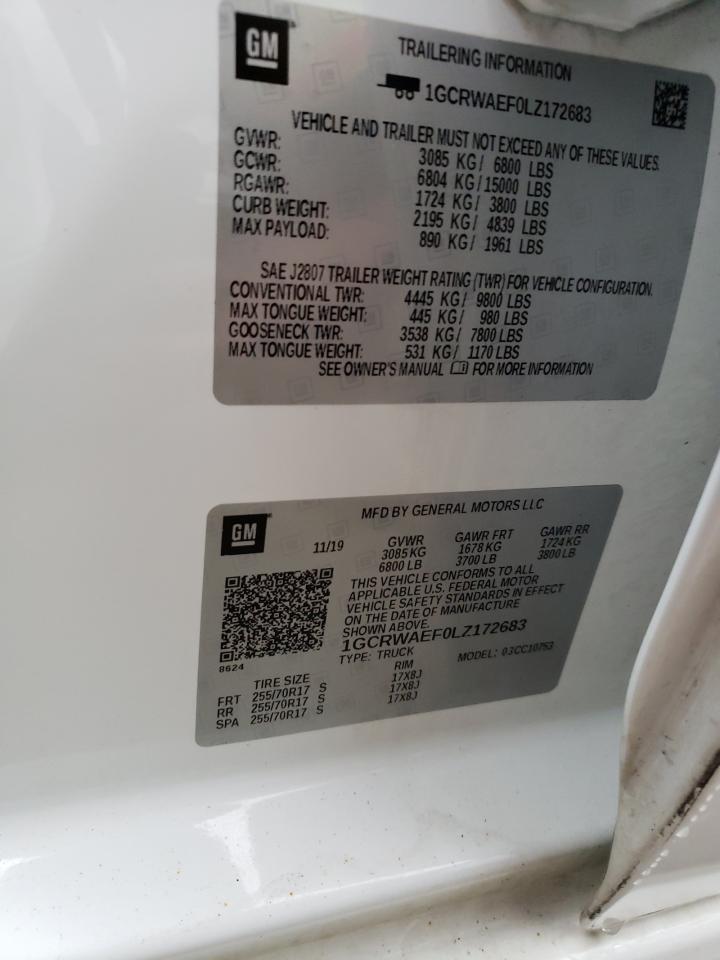 GM
TRAILERING INFORMATION
1GCRWAEF0LZ172683
VEHICLE AND TRAILER MUST NOT EXCEED ANY OF THESE VALUES.
GVWR: 3085 KG/ 6800 LBS
GCWR: 6804 KG/15000 LBS
RGAWR: 1724 KG/ 3800 LBS
CURB WEIGHT: 2195 KG/ 4839 LBS
MAX PAYLOAD: 890 KG/ 1961 LBS
SAE J2807 TRAILER WEIGHT RATING (TWR) FOR VEHICLE CONFIGURATION.
CONVENTIONAL TWR: 4445 KG/ 9800 LBS
MAX TONGUE WEIGHT: 445 KG/ 980 LBS
GOOSENECK TWR: 3538 KG/ 7800 LBS
MAX TONGUE WEIGHT: 531 KG/ 1170 LBS
SEE OWNER'S MANUAL FOR MORE INFORMATION
GM
MFD BY GENERAL MOTORS LLC
11/19 GVWR GAWR FRT GAWR RR
3085 KG 1678 KG 1724 KG
6800 LB 3700 LB 3800 LB
THIS VEHICLE CONFORMS TO ALL
APPLICABLE U.S. FEDERAL MOTOR
VEHICLE SAFETY STANDARDS IN EFFECT
ON THE DATE OF MANUFACTURE
SHOWN ABOVE.
1GCRWAEF0LZ172683
8624
TYPE: TRUCK MODEL: 03CC10753
TIRE SIZE RIM
FRT 255/70R17 S 17X8J
RR 255/70R17 S 17X8J
SPA 255/70R17 S 17X8J